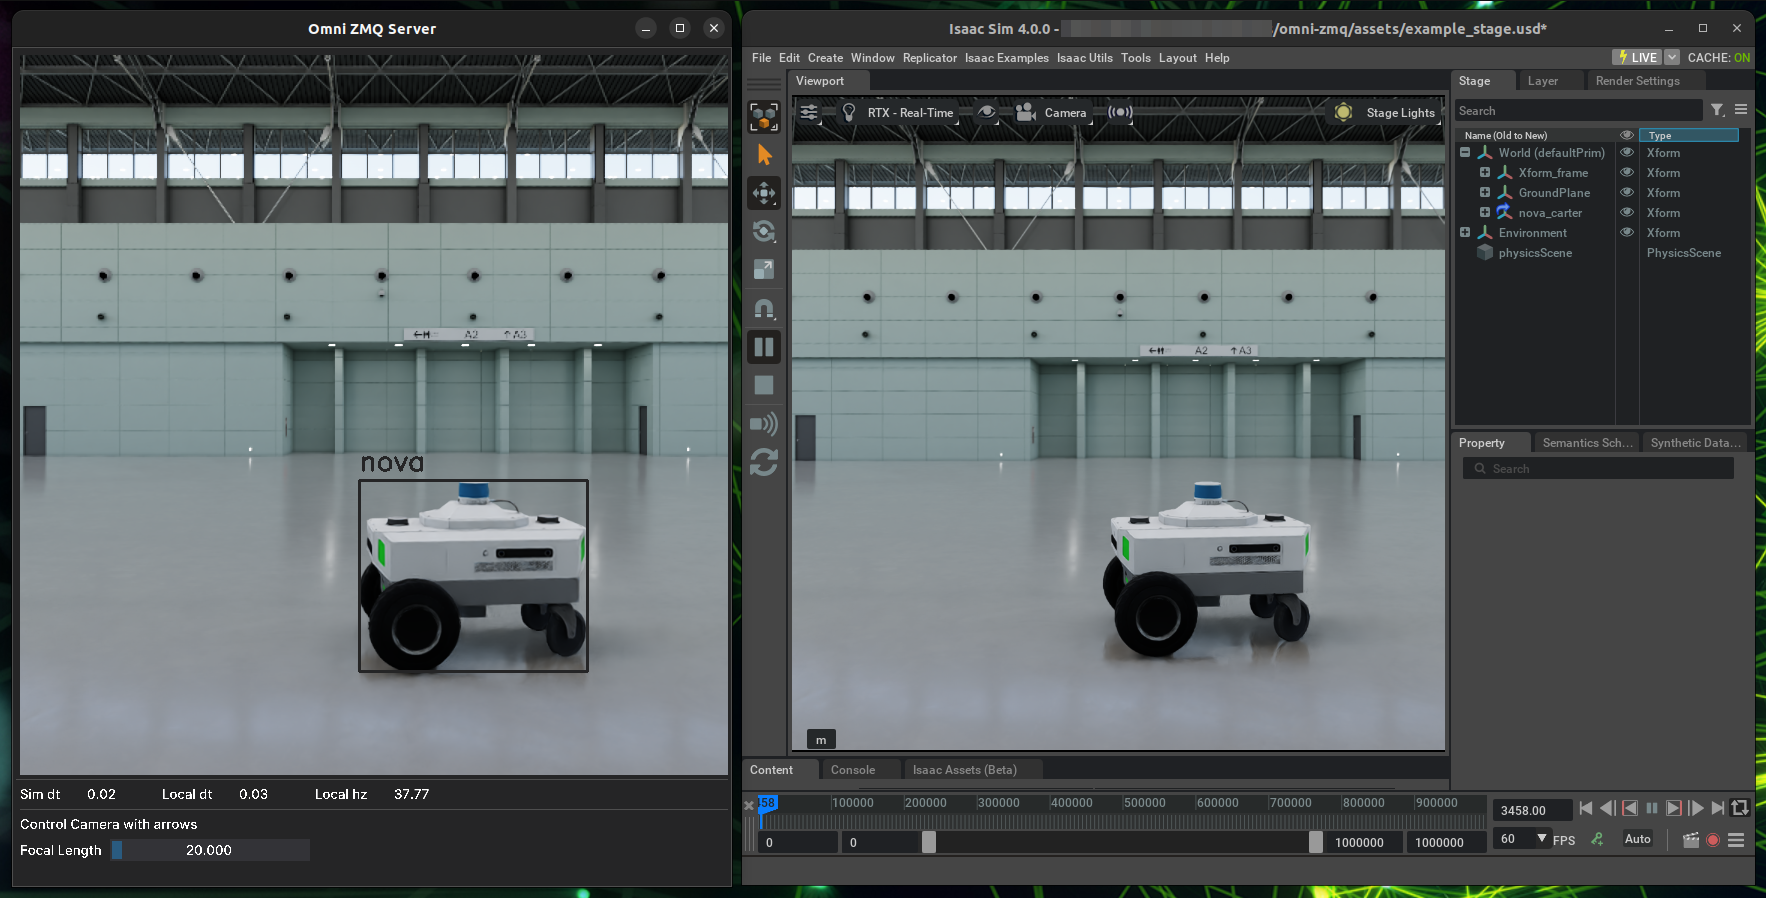 Omni ZMQ Server
nova
A2 A3
Sim dt 0.02 Local dt 0.03 Local hz 37.77
Control Camera with arrows
Focal Length 20.000
Isaac Sim 4.0.0 - /omni-zmq/assets/example_stage.usd*
File Edit Create Window Replicator Isaac Examples Isaac Utils Tools Layout Help
LIVE CACHE: ON
Viewport
RTX - Real-Time Camera Stage Lights
A2 A3
m
Stage Layer Render Settings
Search
Name (Old to New) Type
World (defaultPrim) Xform
Xform_frame Xform
GroundPlane Xform
nova_carter Xform
Environment Xform
physicsScene PhysicsScene
Property Semantics Sch... Synthetic Data...
Search
Content Console Isaac Assets (Beta)
100000 200000 300000 400000 500000 600000 700000 800000 900000
0 0 1000000 1000000
3458.00
60 FPS Auto